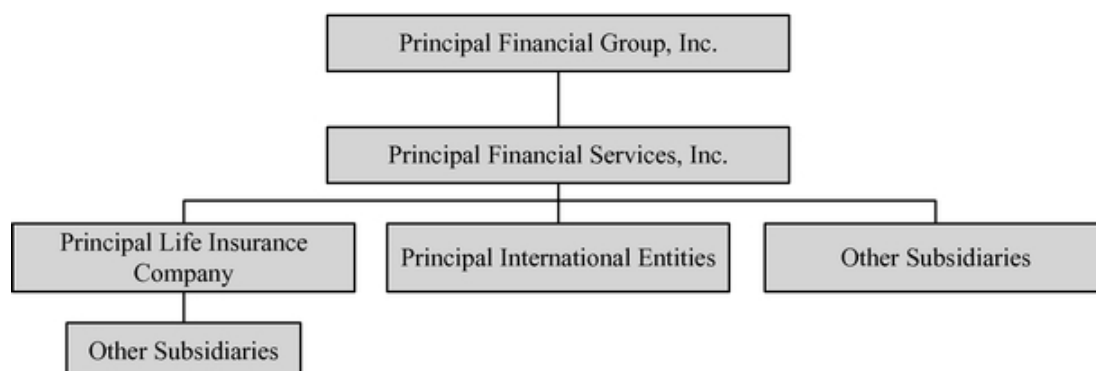 Principal Financial Group, Inc.
Principal Financial Services, Inc.
Principal Life Insurance
Company
Principal International Entities
Other Subsidiaries
Other Subsidiaries